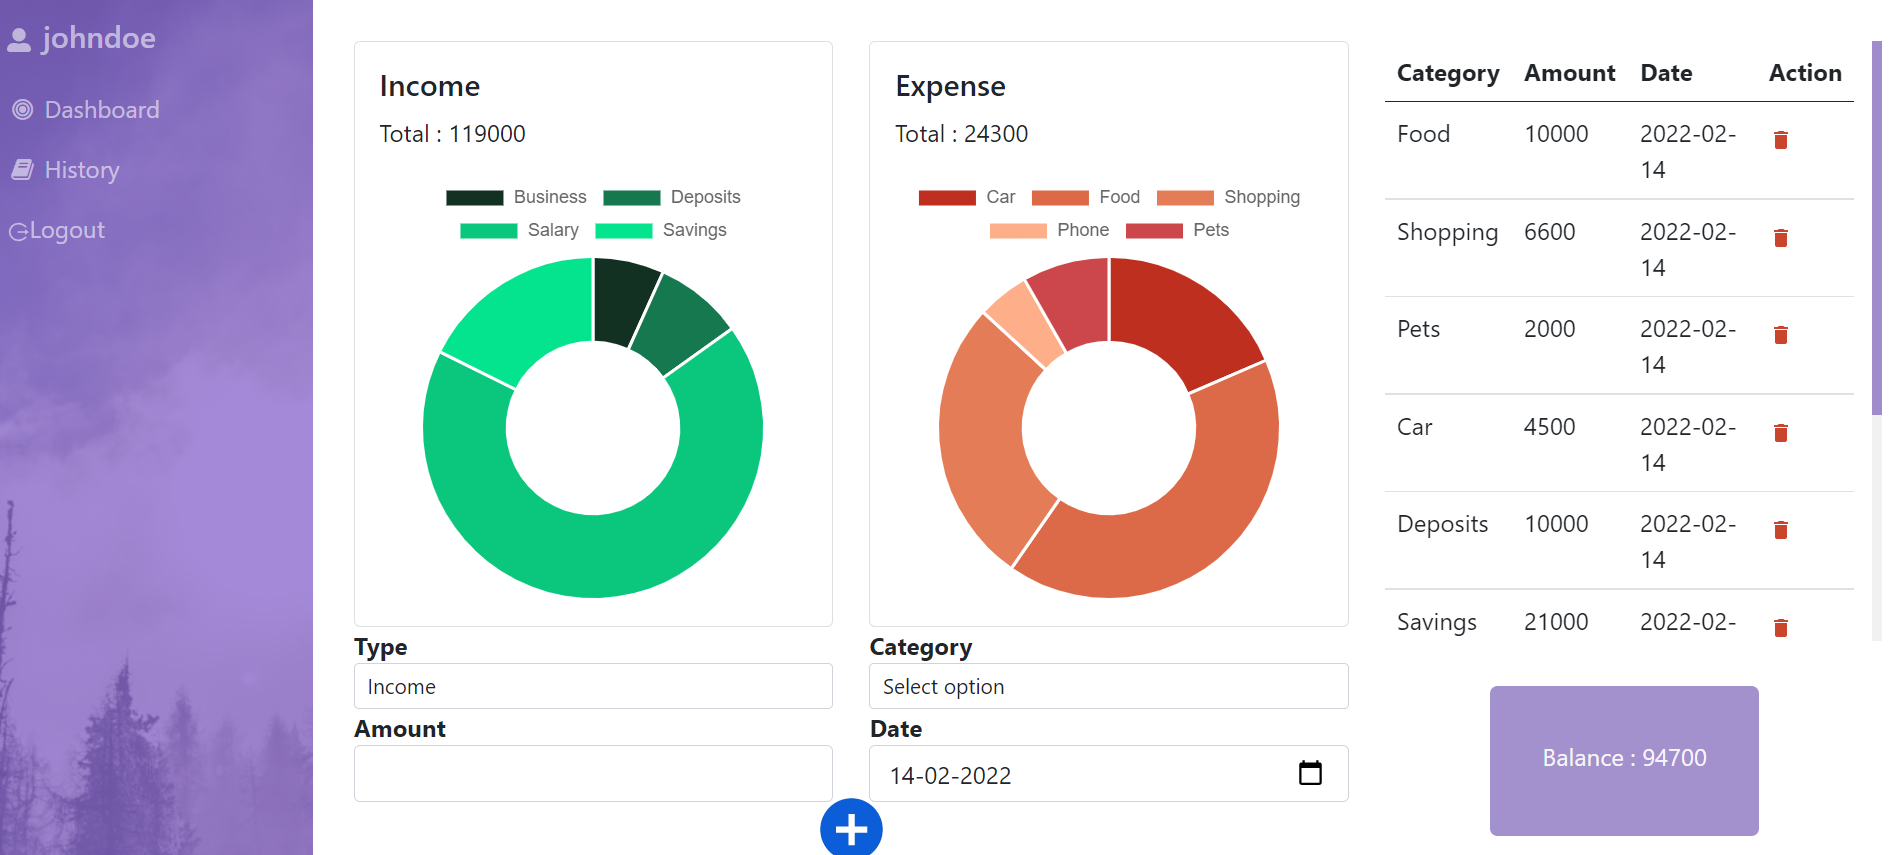 johndoe
Dashboard
History
Logout
Income
Total : 119000
Business Deposits
Salary Savings
Expense
Total : 24300
Car Food Shopping
Phone Pets
Type
Income
Category
Select option
Amount
Date
14-02-2022
Category Amount Date Action
Food 10000 2022-02-
14
Shopping 6600 2022-02-
14
Pets 2000 2022-02-
14
Car 4500 2022-02-
14
Deposits 10000 2022-02-
14
Savings 21000 2022-02-
Balance : 94700